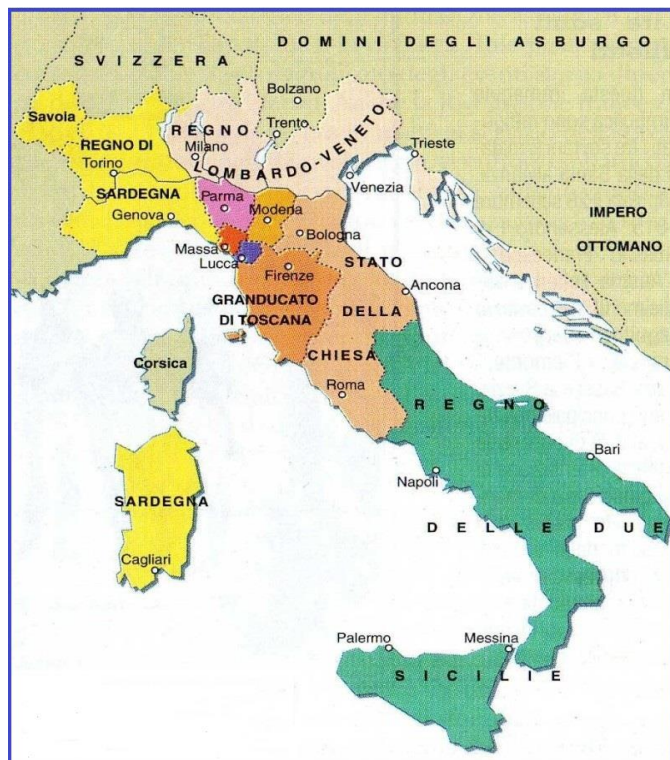 DOMINI DEGLI ASBURGO
SVIZZERA
Bolzano
Savoia
REGNO
Trento
REGNO DI
Milano
LOMBARDO-VENETO
Trieste
Torino
Venezia
SARDEGNA
Parma
Genova
Modena
IMPERO
OTTOMANO
Bologna
Massa
Lucca
STATO
Firenze
Ancona
GRANDUCATO
DI TOSCANA
DELLA
CHIESA
Corsica
Roma
REGNO
Bari
Napoli
SARDEGNA
DELLE DUE
Cagliari
Palermo
Messina
SICILIE